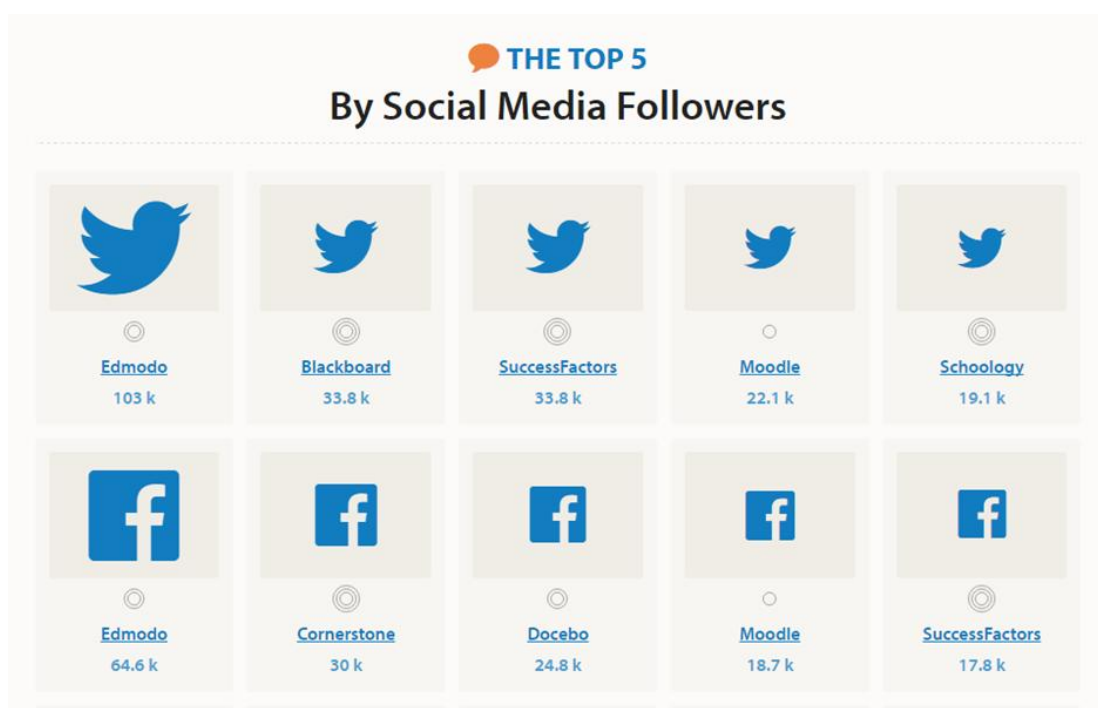 THE TOP 5
By Social Media Followers
Edmodo
103 k
Blackboard
33.8 k
SuccessFactors
33.8 k
Moodle
22.1 k
Schoology
19.1 k
Edmodo
64.6 k
Cornerstone
30 k
Docebo
24.8 k
Moodle
18.7 k
SuccessFactors
17.8 k